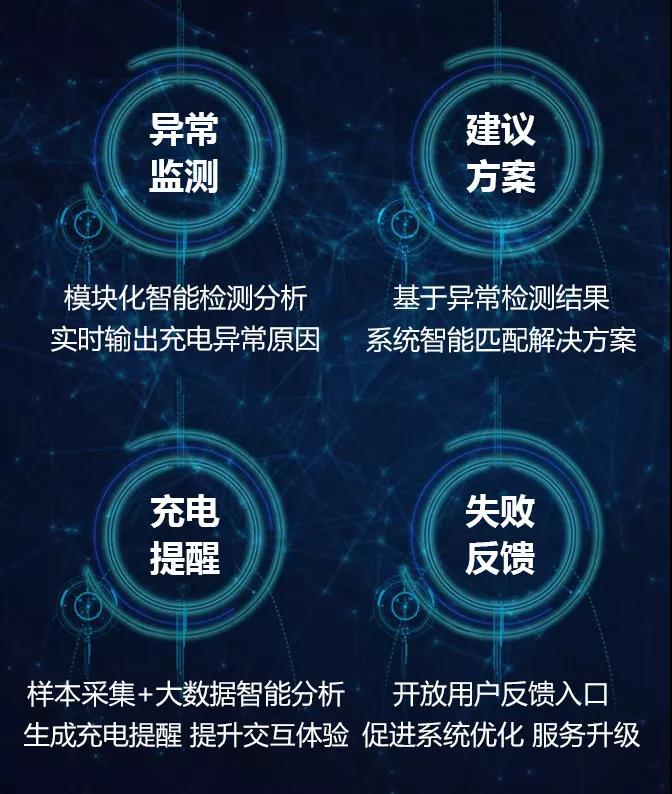 异常
监测
模块化智能检测分析
实时输出充电异常原因
建议
方案
基于异常检测结果
系统智能匹配解决方案
充电
提醒
样本采集+大数据智能分析
生成充电提醒 提升交互体验
失败
反馈
开放用户反馈入口
促进系统优化 服务升级